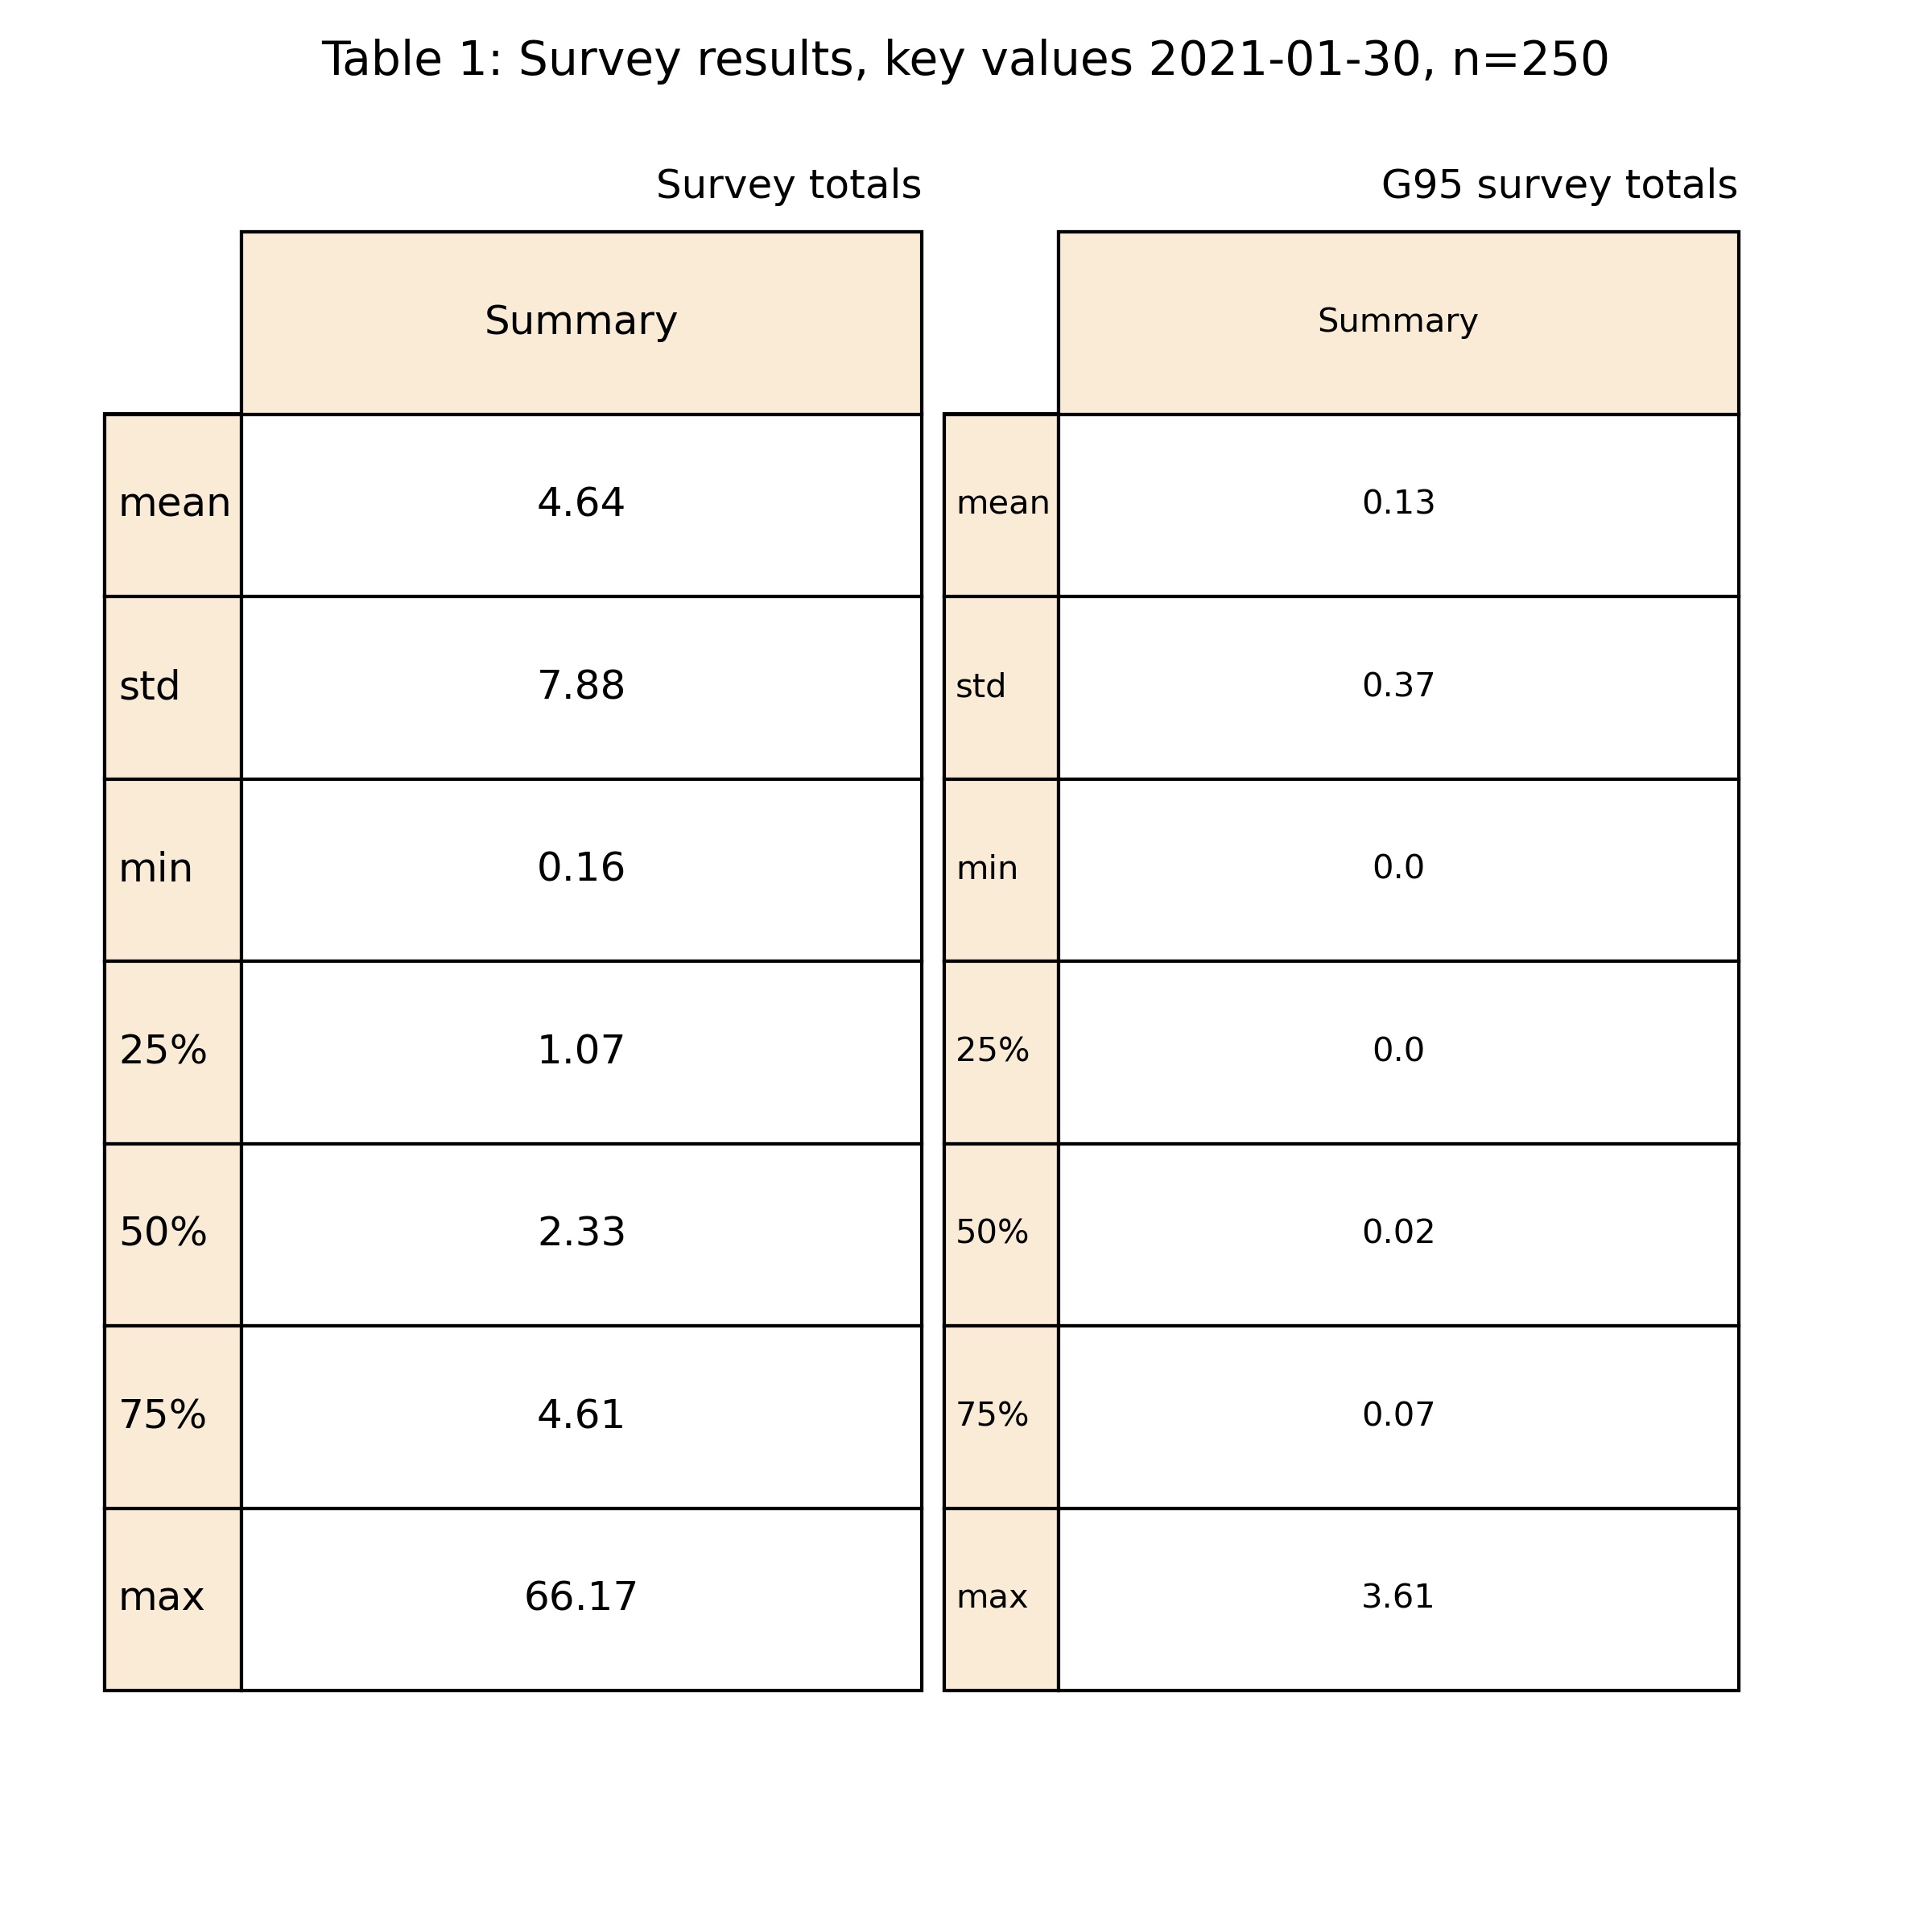 Table 1: Survey results, key values 2021-01-30, n=250
Survey totals
Summary
mean 4.64
std 7.88
min 0.16
25% 1.07
50% 2.33
75% 4.61
max 66.17
G95 survey totals
Summary
mean 0.13
std 0.37
min 0.0
25% 0.0
50% 0.02
75% 0.07
max 3.61